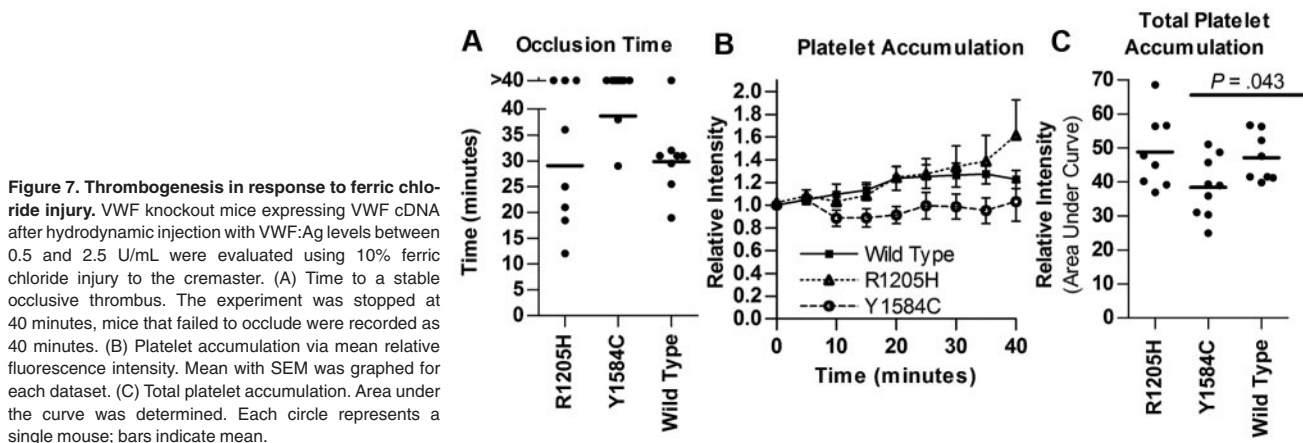 Figure 7. Thrombogenesis in response to ferric chlo-
ride injury. VWF knockout mice expressing VWF cDNA
after hydrodynamic injection with VWF:Ag levels between
0.5 and 2.5 U/mL were evaluated using 10% ferric
chloride injury to the cremaster. (A) Time to a stable
occlusive thrombus. The experiment was stopped at
40 minutes, mice that failed to occlude were recorded as
40 minutes. (B) Platelet accumulation via mean relative
fluorescence intensity. Mean with SEM was graphed for
each dataset. (C) Total platelet accumulation. Area under
the curve was determined. Each circle represents a
single mouse; bars indicate mean.
A
Occlusion Time
Time (minutes)
>40
40
35
30
25
20
15
10
5
0
R1205H
Y1584C
Wild Type
B
Platelet Accumulation
Relative Intensity
2.0
1.8
1.6
1.4
1.2
1.0
0.8
0.6
0.4
0.2
0.0
Wild Type
R1205H
Y1584C
0
10
20
30
40
Time (minutes)
C
Total Platelet
Accumulation
P = .043
Relative Intensity
(Area Under Curve)
70
60
50
40
30
20
10
0
R1205H
Y1584C
Wild Type